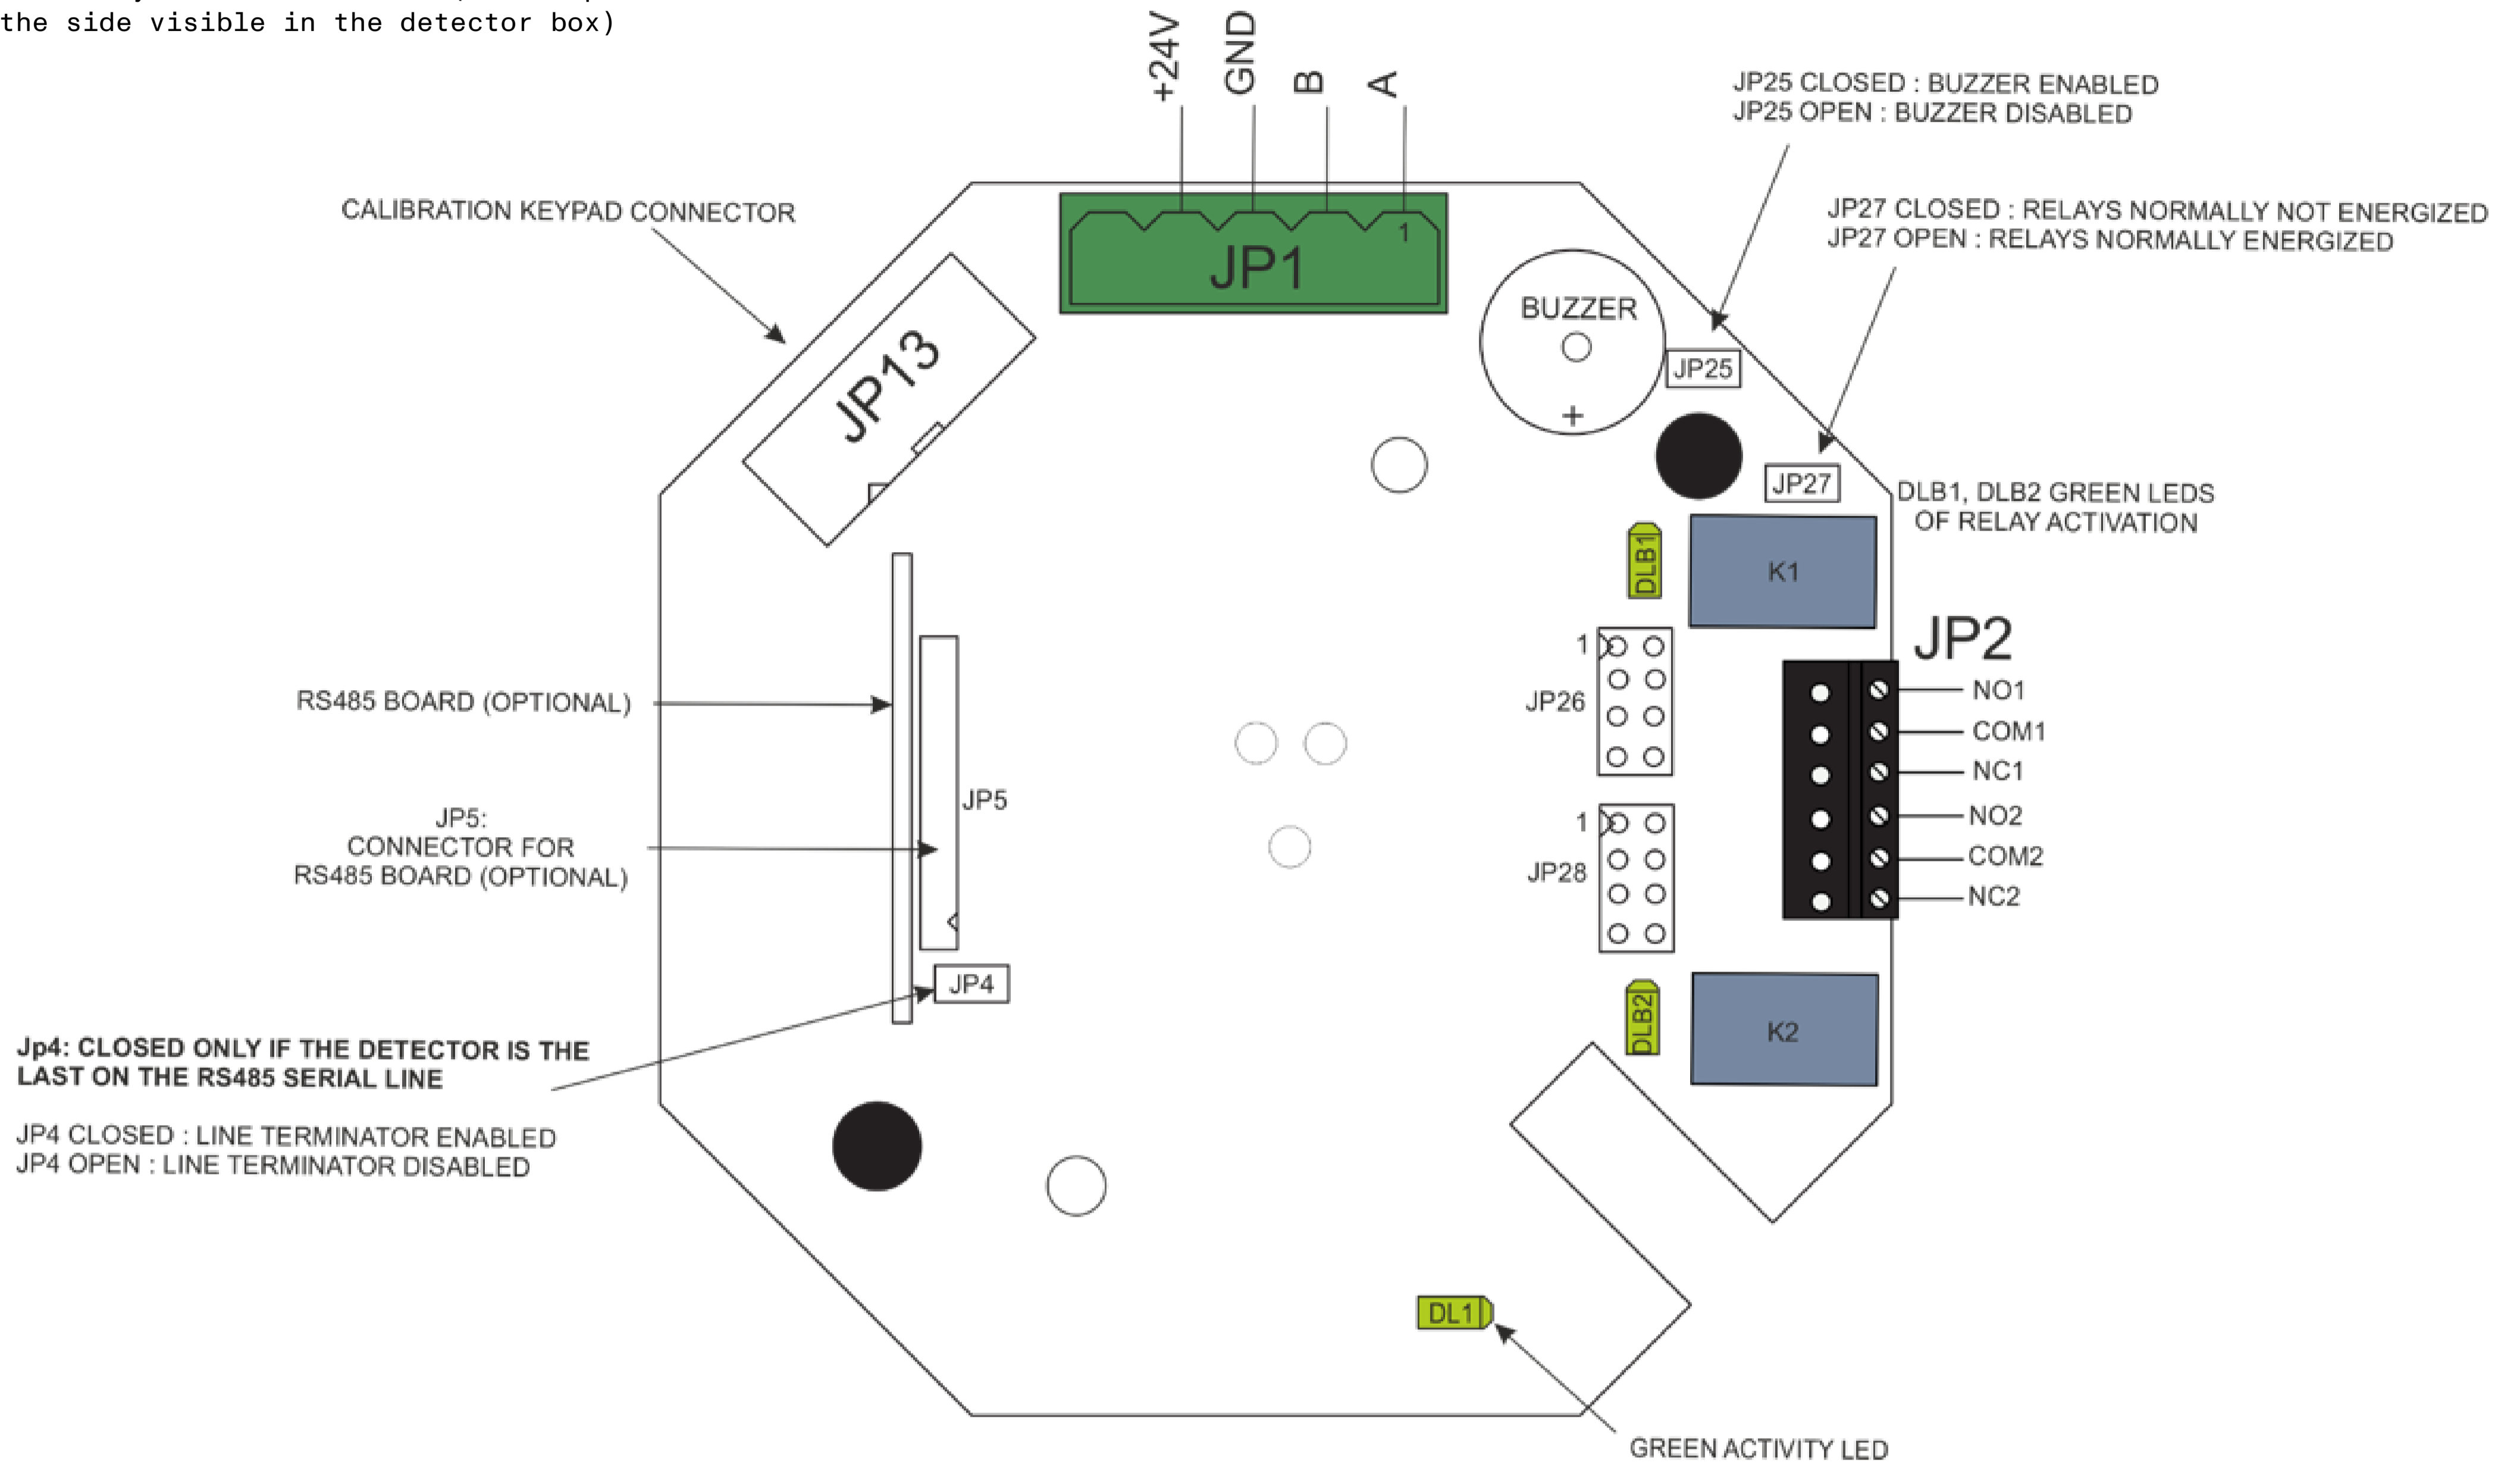 the side visible in the detector box)
+24V
GND
B
A
JP25 CLOSED : BUZZER ENABLED
JP25 OPEN : BUZZER DISABLED
CALIBRATION KEYPAD CONNECTOR
JP27 CLOSED : RELAYS NORMALLY NOT ENERGIZED
JP27 OPEN : RELAYS NORMALLY ENERGIZED
1
JP1
BUZZER
+
JP25
JP13
JP27
DLB1, DLB2 GREEN LEDS
OF RELAY ACTIVATION
DLB1
K1
JP2
1
JP26
NO1
COM1
NC1
NO2
COM2
NC2
RS485 BOARD (OPTIONAL)
JP5
JP5:
CONNECTOR FOR
RS485 BOARD (OPTIONAL)
1
JP28
JP4
DLB2
K2
Jp4: CLOSED ONLY IF THE DETECTOR IS THE
LAST ON THE RS485 SERIAL LINE
JP4 CLOSED : LINE TERMINATOR ENABLED
JP4 OPEN : LINE TERMINATOR DISABLED
DL1
GREEN ACTIVITY LED